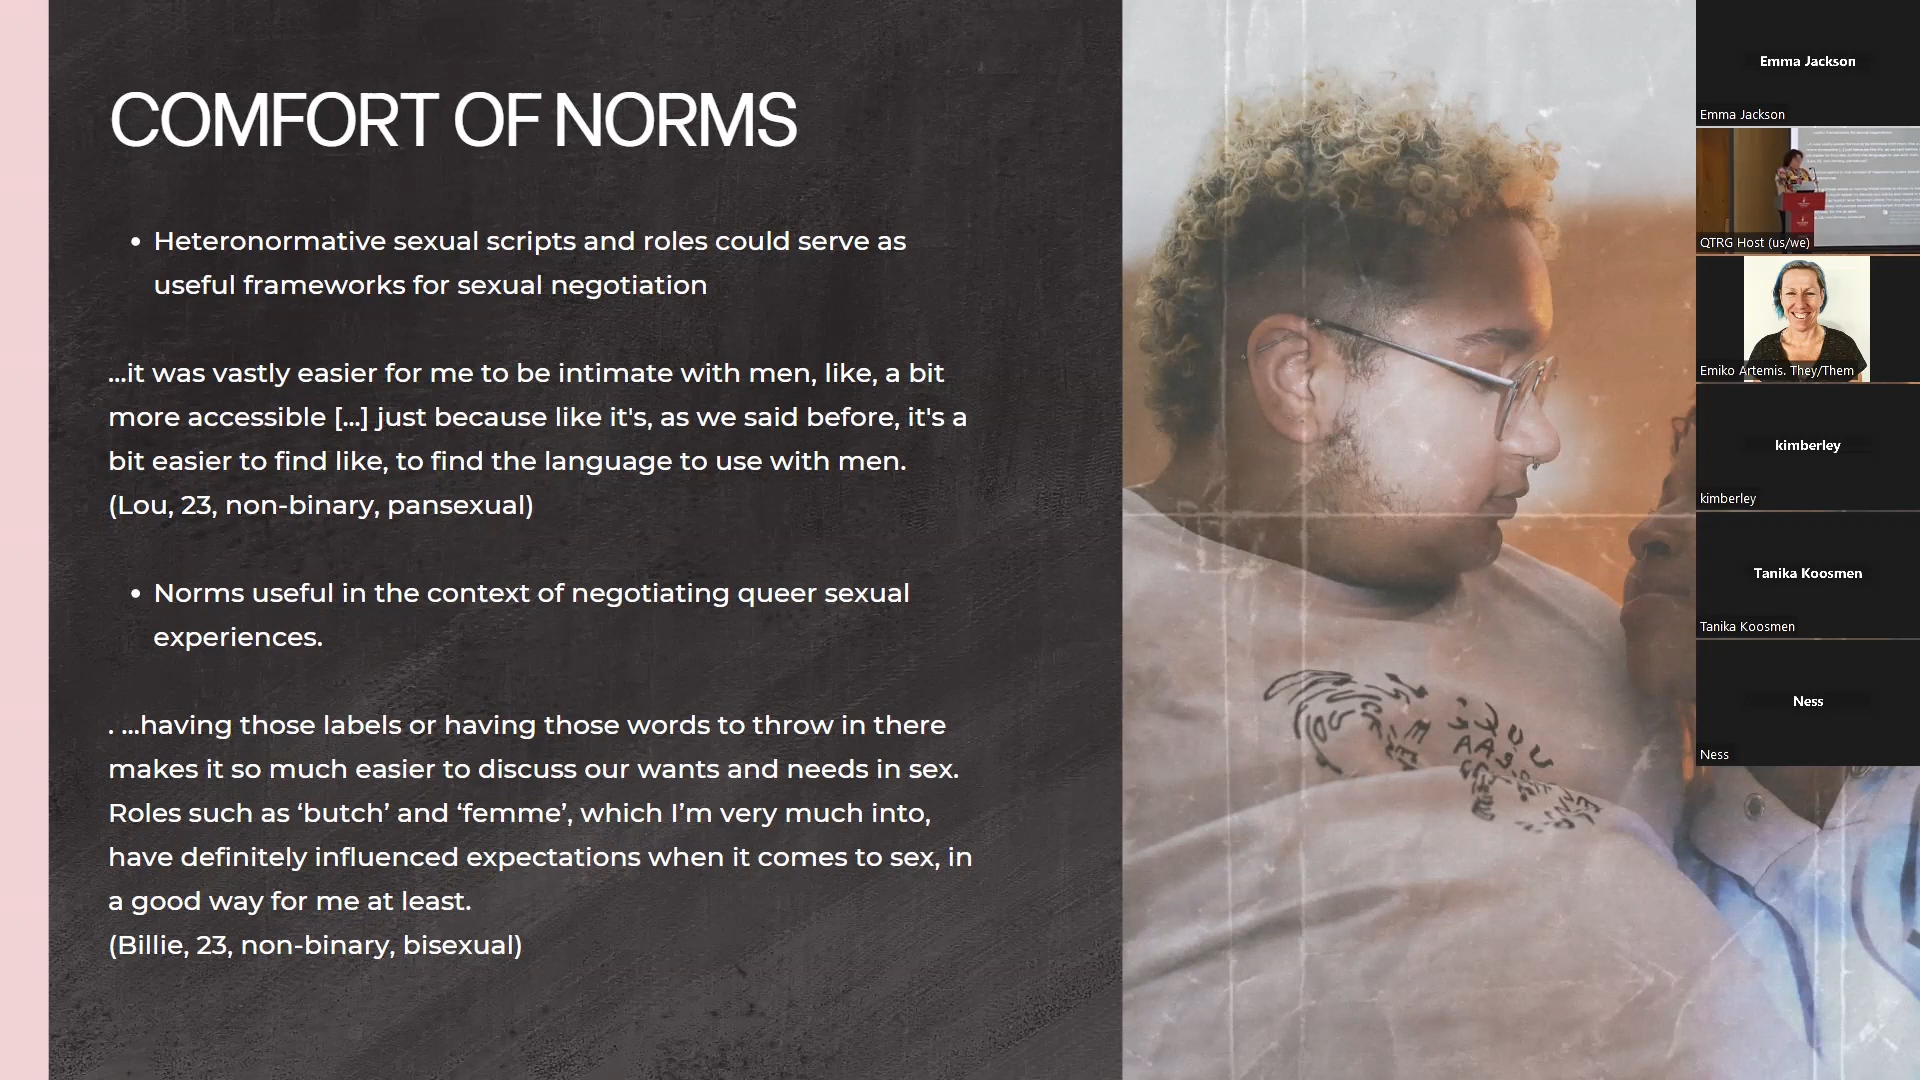 COMFORT OF NORMS
• Heteronormative sexual scripts and roles could serve as
useful frameworks for sexual negotiation
...it was vastly easier for me to be intimate with men, like, a bit
more accessible [...] just because like it's, as we said before, it's a
bit easier to find like, to find the language to use with men.
(Lou, 23, non-binary, pansexual)
• Norms useful in the context of negotiating queer sexual
experiences.
. ...having those labels or having those words to throw in there
makes it so much easier to discuss our wants and needs in sex.
Roles such as ‘butch’ and ‘femme’, which I’m very much into,
have definitely influenced expectations when it comes to sex, in
a good way for me at least.
(Billie, 23, non-binary, bisexual)
Emma Jackson
Emma Jackson
QTRG Host (us/we)
Emiko Artemis. They/Them
kimberley
kimberley
Tanika Koosmen
Tanika Koosmen
Ness
Ness